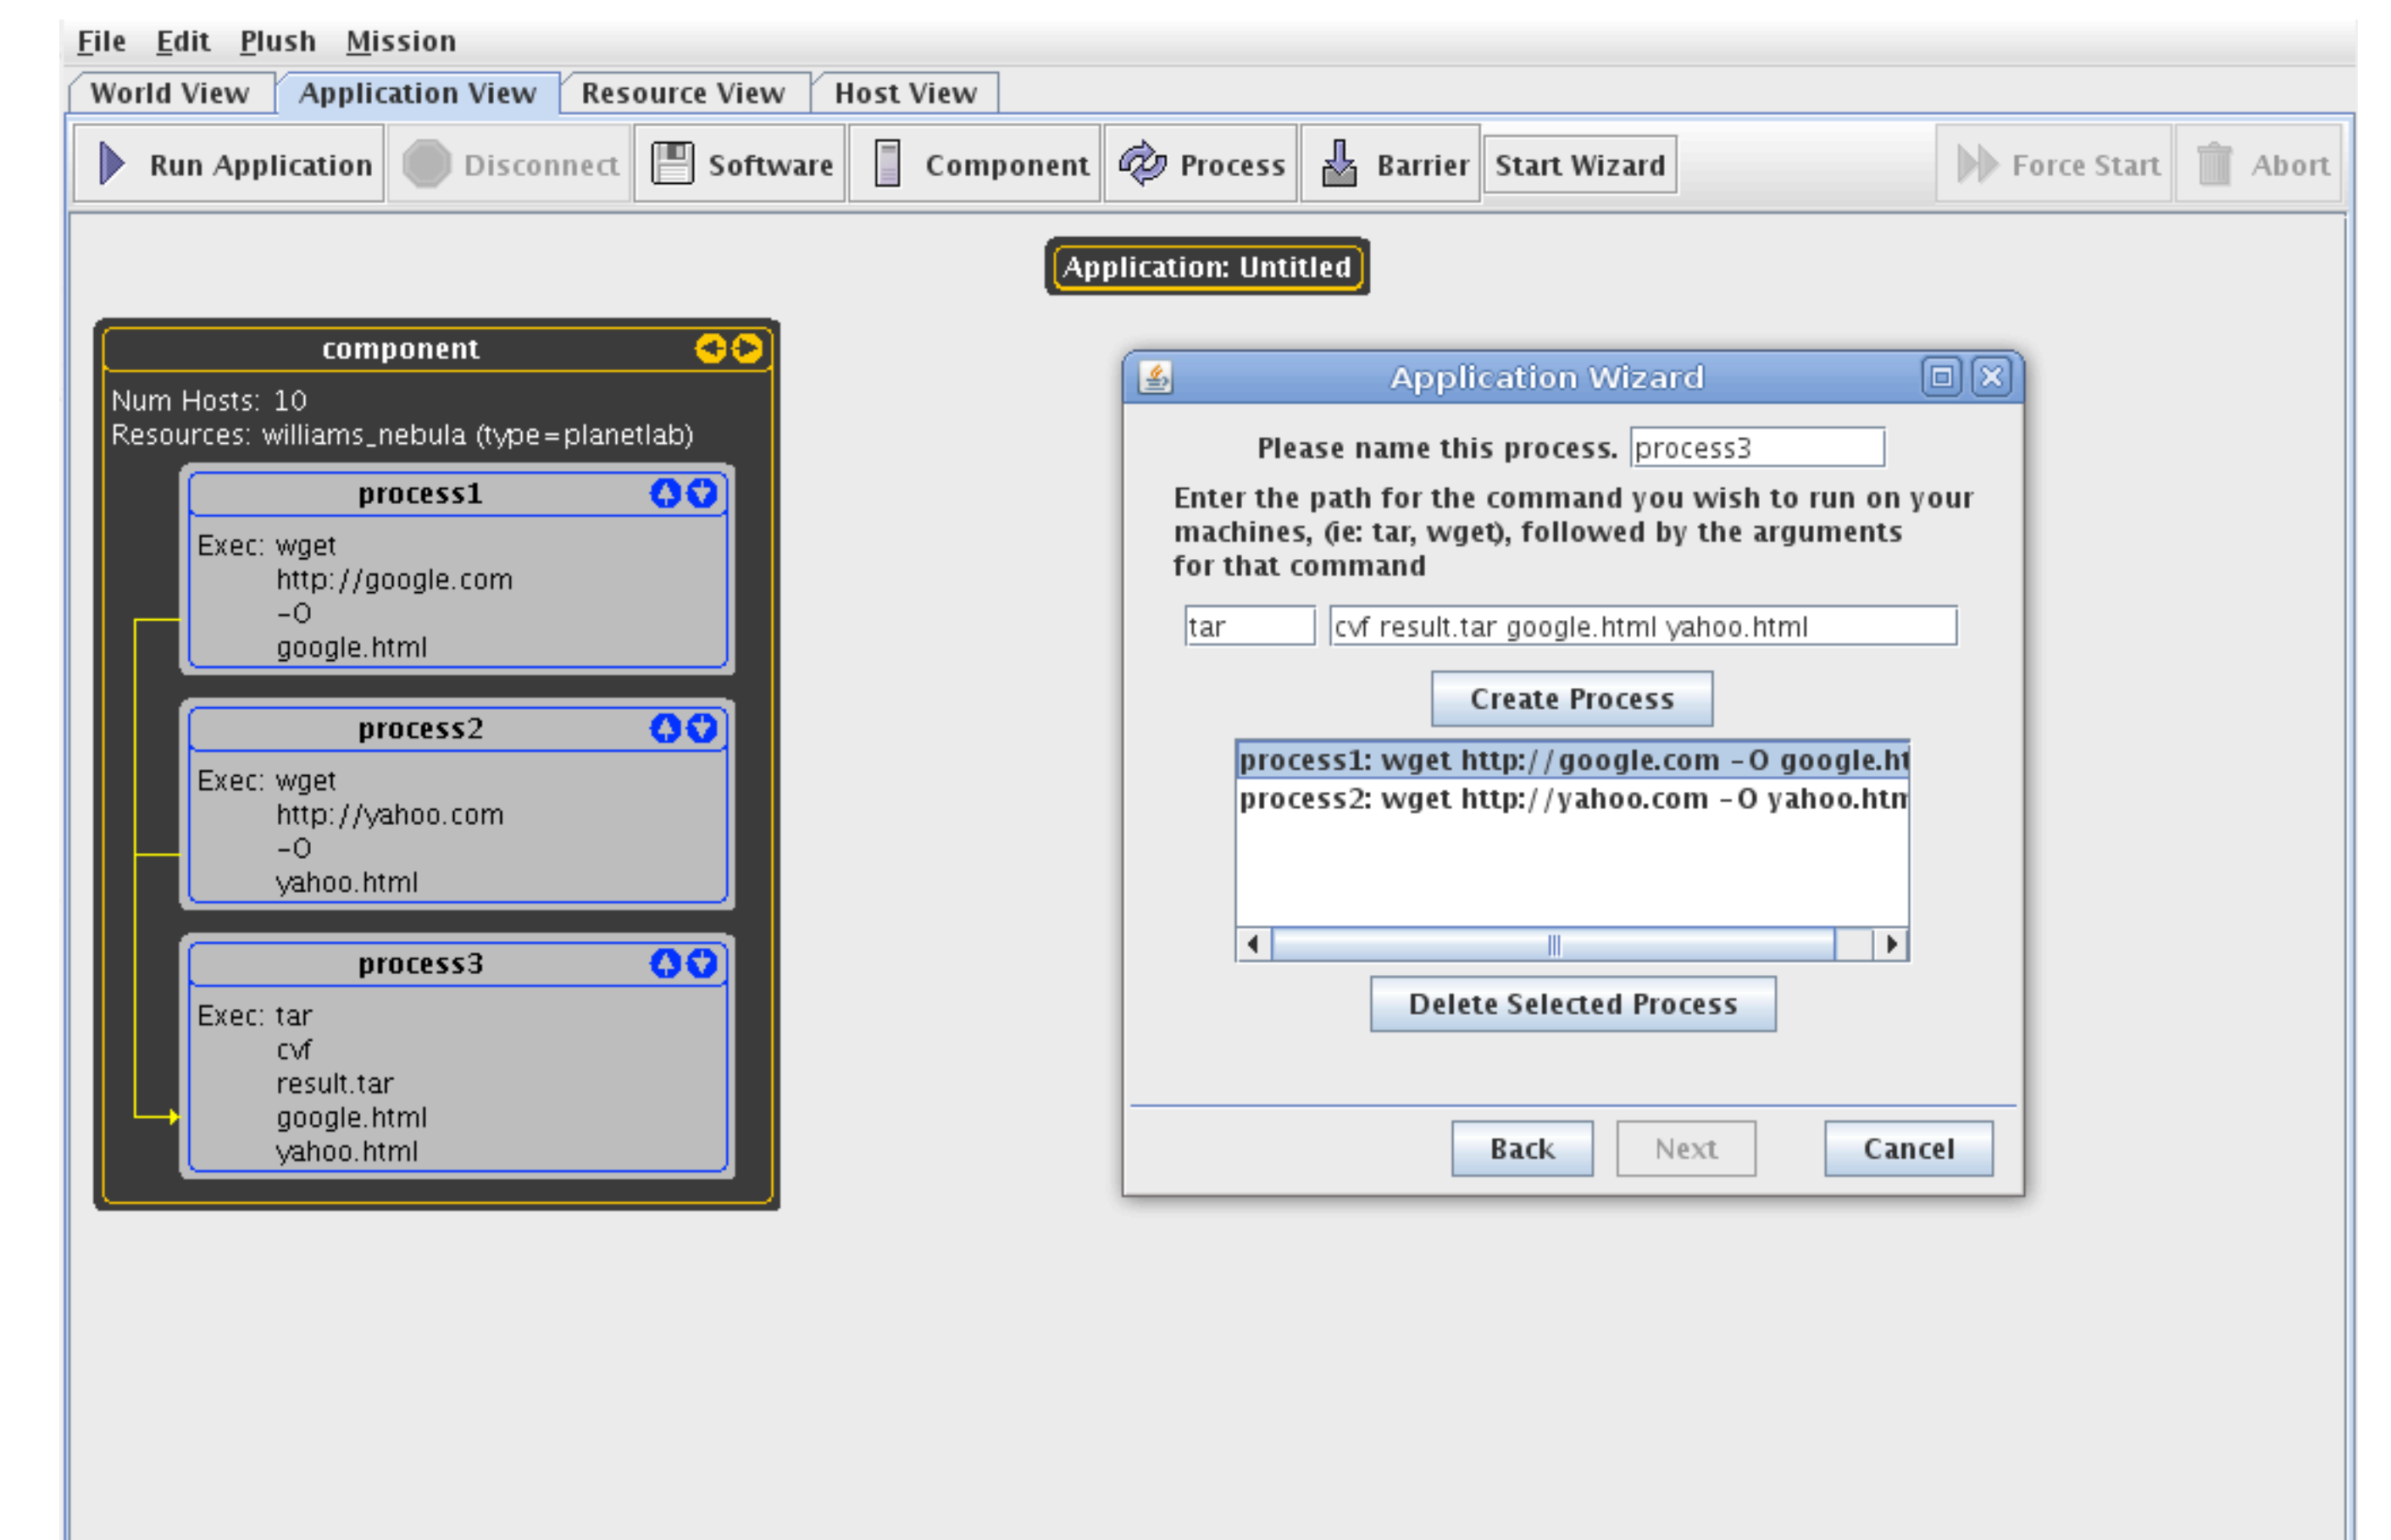 File Edit Plush Mission
World View Application View Resource View Host View
Run Application Disconnect Software Component Process Barrier Start Wizard Force Start Abort
Application: Untitled
component
Num Hosts: 10
Resources: williams_nebula (type=planetlab)
process1
Exec: wget
http://google.com
-O
google.html
process2
Exec: wget
http://yahoo.com
-O
yahoo.html
process3
Exec: tar
cvf
result.tar
google.html
yahoo.html
Application Wizard
Please name this process. process3
Enter the path for the command you wish to run on your
machines, (ie: tar, wget), followed by the arguments
for that command
tar cvf result.tar google.html yahoo.html
Create Process
process1: wget http://google.com -O google.ht
process2: wget http://yahoo.com -O yahoo.htm
Delete Selected Process
Back Next Cancel